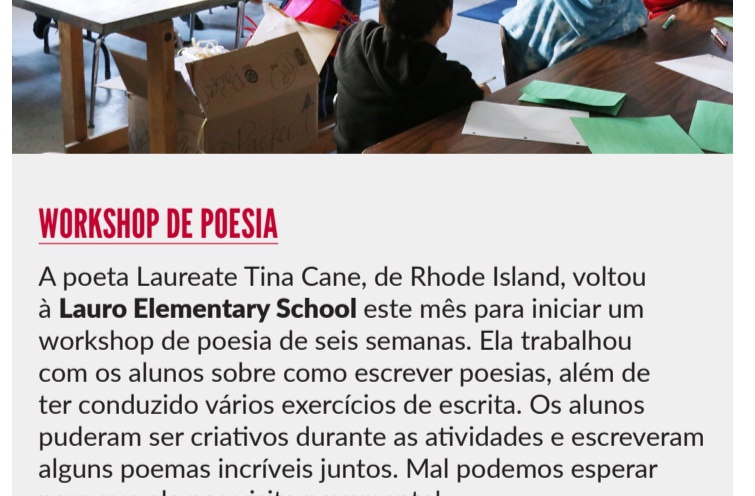 WORKSHOP DE POESIA
A poeta Laureate Tina Cane, de Rhode Island, voltou
à Lauro Elementary School este mês para iniciar um
workshop de poesia de seis semanas. Ela trabalhou
com os alunos sobre como escrever poesias, além de
ter conduzido vários exercícios de escrita. Os alunos
puderam ser criativos durante as atividades e escreveram
alguns poemas incríveis juntos. Mal podemos esperar